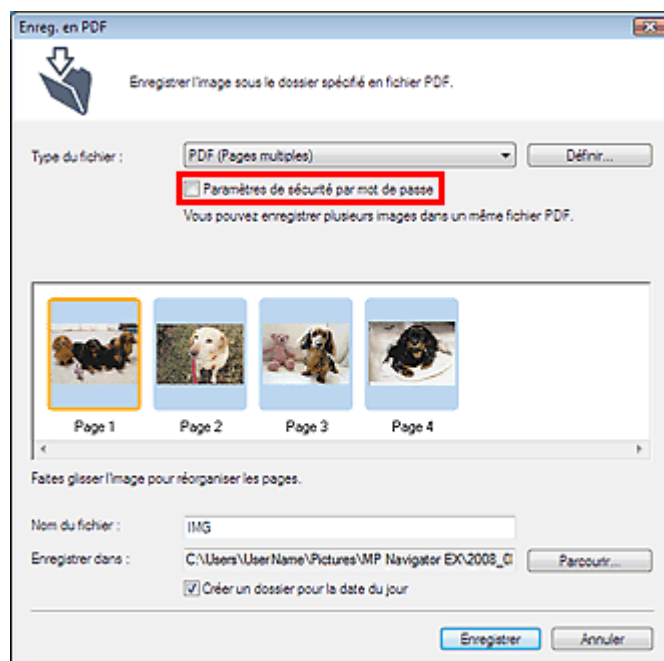 Enreg. en PDF
Enregistrer l'image sous le dossier spécifié en fichier PDF.
Type du fichier :
PDF (Pages multiples)
Définir...
Paramètres de sécurité par mot de passe
Vous pouvez enregistrer plusieurs images dans un même fichier PDF.
Page 1
Page 2
Page 3
Page 4
Faites glisser l'image pour réorganiser les pages.
Nom du fichier :
IMG
Enregistrer dans :
C:\Users\UserName\Pictures\MP Navigator EX\2008_0
Parcourir...
Créer un dossier pour la date du jour
Enregistrer
Annuler